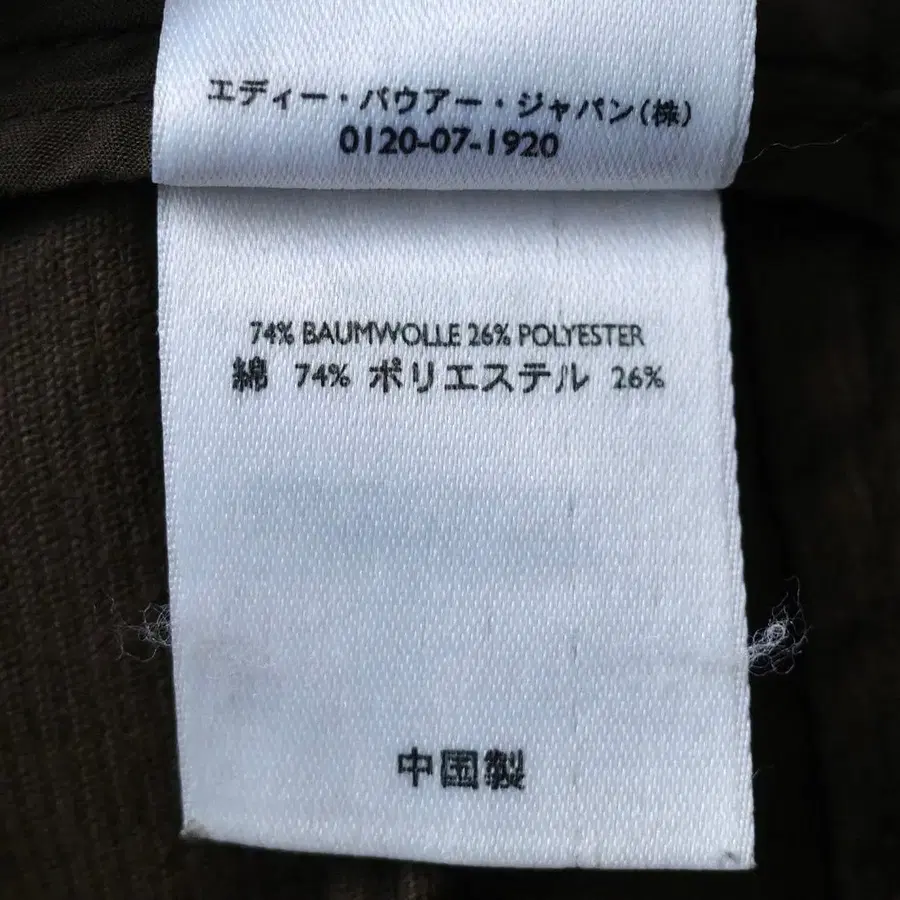 エディー・バウアー・ジャパン(株)
0120-07-1920
74% BAUMWOLLE 26% POLYESTER
綿 74% ポリエステル 26%
中国製